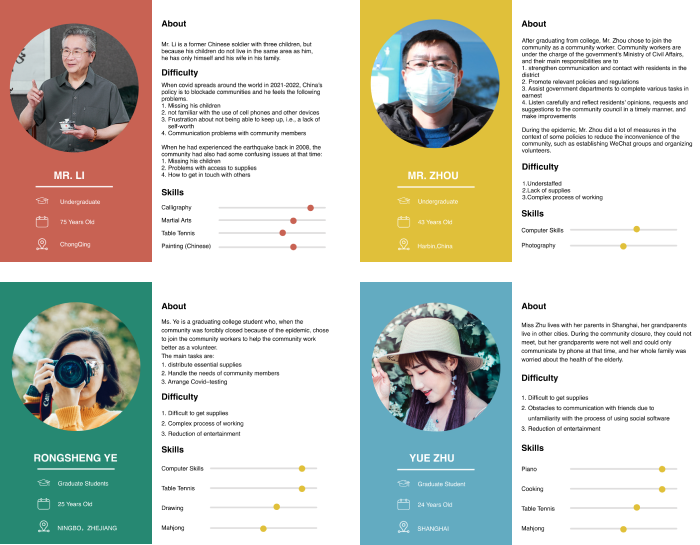 MR. LI
Undergraduate
75 Years Old
ChongQing
About
Mr. Li is a former Chinese soldier with three children, but
because his children do not live in the same area as him,
he has only himself and his wife in his family.
Difficulty
When covid spreads around the world in 2021-2022, China's
policy is to blockade communities and he feels the following
problems.
1. Missing his children
2. not familiar with the use of cell phones and other devices
3. Frustration about not being able to keep up, i.e., a lack of
self-worth
4. Communication problems with community members
When he had experienced the earthquake back in 2008, the
community had also had some confusing issues at that time:
1. Missing his children
2. Problems with access to supplies
4. How to get in touch with others
Skills
Calligraphy
Martial Arts
Table Tennis
Painting (Chinese)
MR. ZHOU
Undergraduate
43 Years Old
Harbin,China
About
After graduating from college, Mr. Zhou chose to join the
community as a community worker. Community workers are
under the charge of the government's Ministry of Civil Affairs,
and their main responsibilities are to
1. strengthen communication and contact with residents in the
district
2. Promote relevant policies and regulations
3. Assist government departments to complete various tasks in
earnest
4. Listen carefully and reflect residents' opinions, requests and
suggestions to the community council in a timely manner, and
make improvements
During the epidemic, Mr. Zhou did a lot of measures in the
context of some policies to reduce the inconvenience of the
community, such as establishing WeChat groups and organizing
volunteers.
Difficulty
1.Understaffed
2.Lack of supplies
3.Complex process of working
Skills
Computer Skills
Photography
RONGSHENG YE
Graduate Students
25 Years Old
NINGBO, ZHEJIANG
About
Ms. Ye is a graduating college student who, when the
community was forcibly closed because of the epidemic, chose
to join the community workers to help the community work
better as a volunteer.
The main tasks are:
1. distribute essential supplies
2. Handle the needs of community members
3. Arrange Covid-testing
Difficulty
1. Difficult to get supplies
2. Complex process of working
3. Reduction of entertainment
Skills
Computer Skills
Table Tennis
Drawing
Mahjong
YUE ZHU
Graduate Student
24 Years Old
SHANGHAI
About
Miss Zhu lives with her parents in Shanghai, her grandparents
live in other cities. During the community closure, they could not
meet, but her grandparents were not well and could only
communicate by phone at that time, and her whole family was
worried about the health of the elderly.
Difficulty
1. Difficult to get supplies
2. Obstacles to communication with friends due to
unfamiliarity with the process of using social software
3. Reduction of entertainment
Skills
Piano
Cooking
Table Tennis
Mahjong